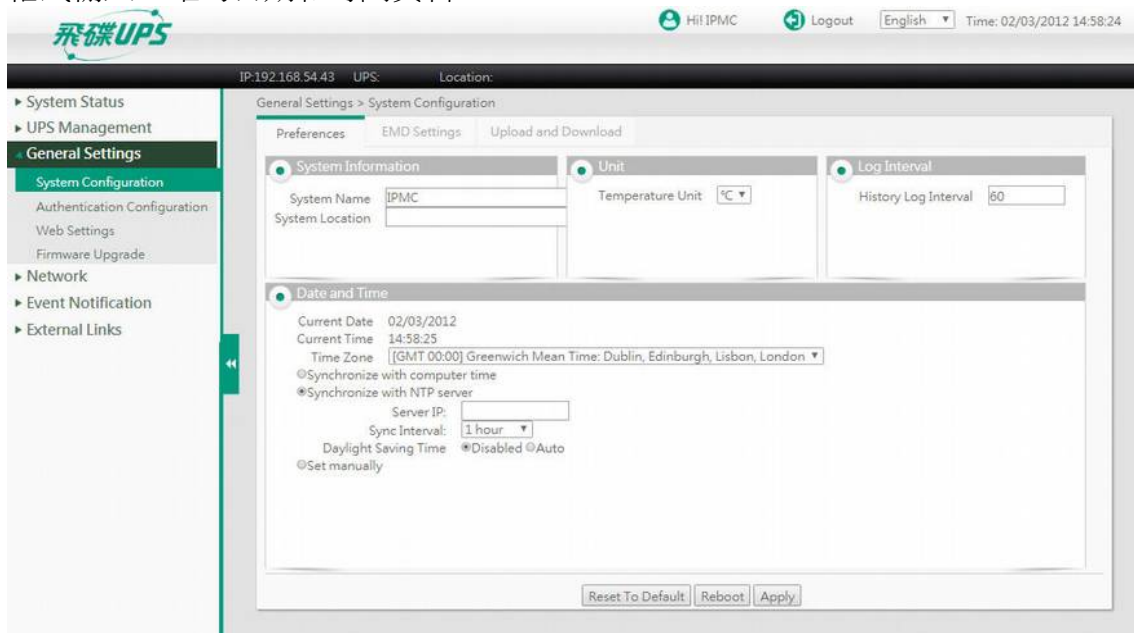 飛碟UPS
Hi! IPMC Logout English Time: 02/03/2012 14:58:24
IP:192.168.54.43 UPS: Location:
System Status
UPS Management
General Settings
System Configuration
Authentication Configuration
Web Settings
Firmware Upgrade
Network
Event Notification
External Links
General Settings > System Configuration
Preferences EMD Settings Upload and Download
System Information
System Name IPMC
System Location
Unit
Temperature Unit °C
Log Interval
History Log Interval 60
Date and Time
Current Date 02/03/2012
Current Time 14:58:25
Time Zone [GMT 00:00] Greenwich Mean Time: Dublin, Edinburgh, Lisbon, London
Synchronize with computer time
Synchronize with NTP server
Server IP:
Sync Interval: 1 hour
Daylight Saving Time Disabled Auto
Set manually
Reset To Default Reboot Apply